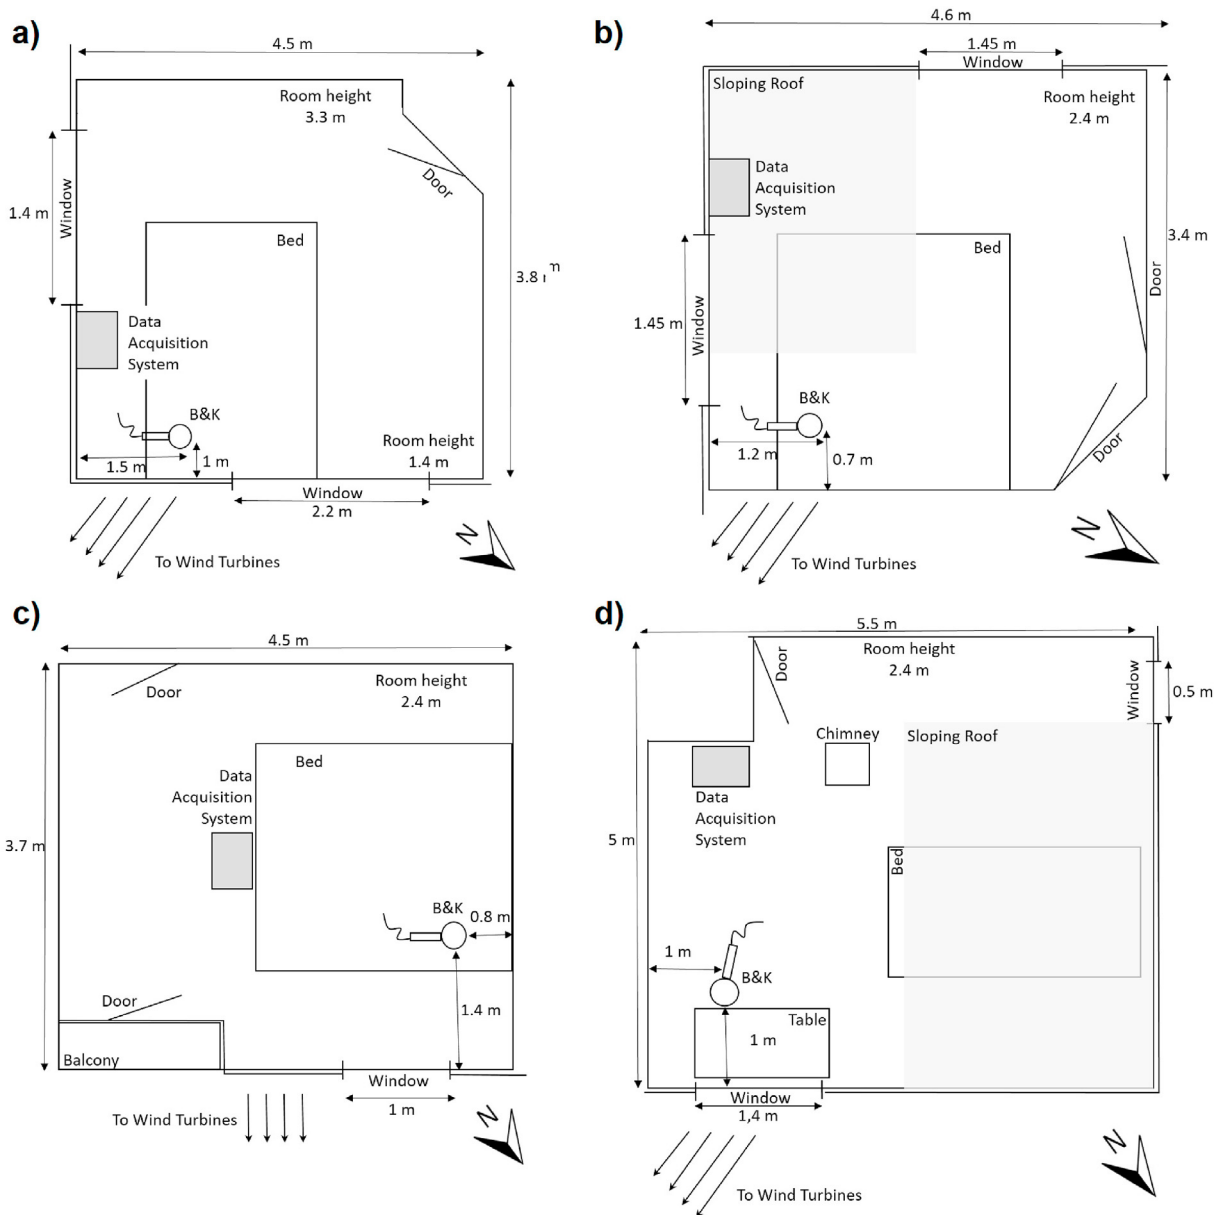 a)
4.5 m
Room height
3.3 m
Door
1.4 m
Window
Bed
3.8 m
Data
Acquisition
System
B&K
1.5 m
1 m
Room height
1.4 m
Window
2.2 m
To Wind Turbines
N
b)
4.6 m
1.45 m
Window
Sloping Roof
Room height
2.4 m
Data
Acquisition
System
3.4 m
Bed
Door
1.45 m
Window
B&K
1.2 m
0.7 m
Door
To Wind Turbines
N
c)
4.5 m
Door
Room height
2.4 m
Bed
Data
Acquisition
System
3.7 m
B&K
0.8 m
Door
1.4 m
Balcony
Window
1 m
To Wind Turbines
N
d)
5.5 m
Door
Room height
2.4 m
Window
0.5 m
Chimney
Sloping Roof
Data
Acquisition
System
5 m
Bed
1 m
B&K
Table
1 m
Window
1,4 m
To Wind Turbines
N